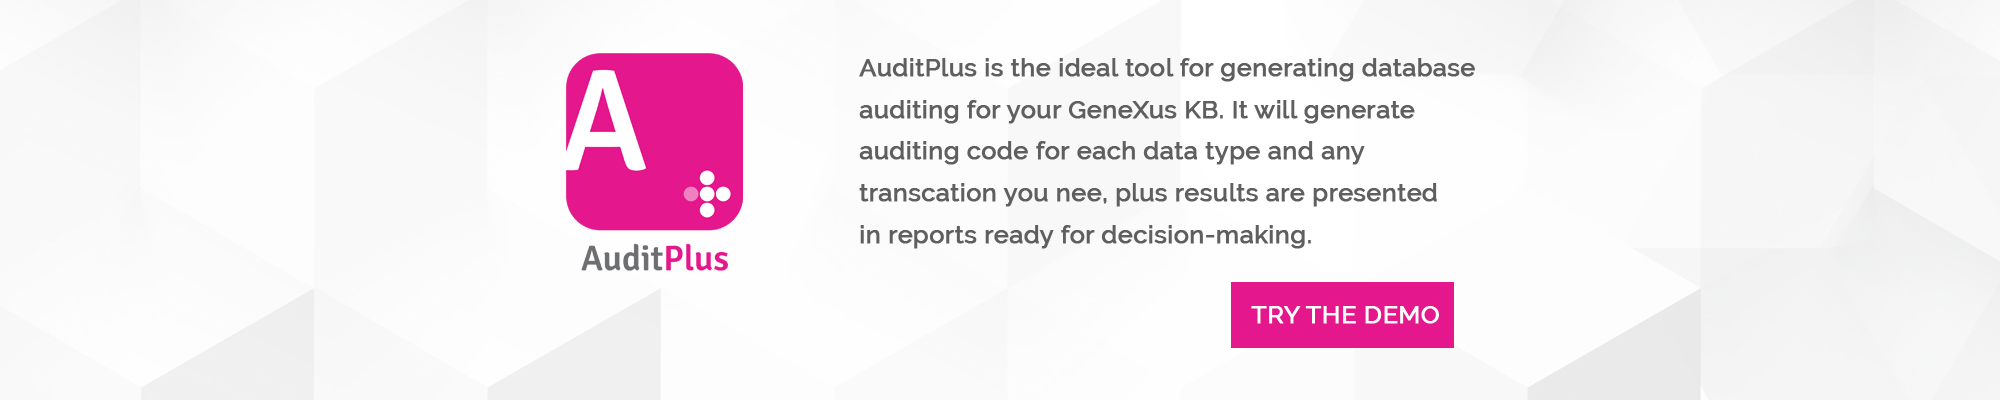 A
AuditPlus
AuditPlus is the ideal tool for generating database
auditing for your GeneXus KB. It will generate
auditing code for each data type and any
transcation you nee, plus results are presented
in reports ready for decision-making.
TRY THE DEMO